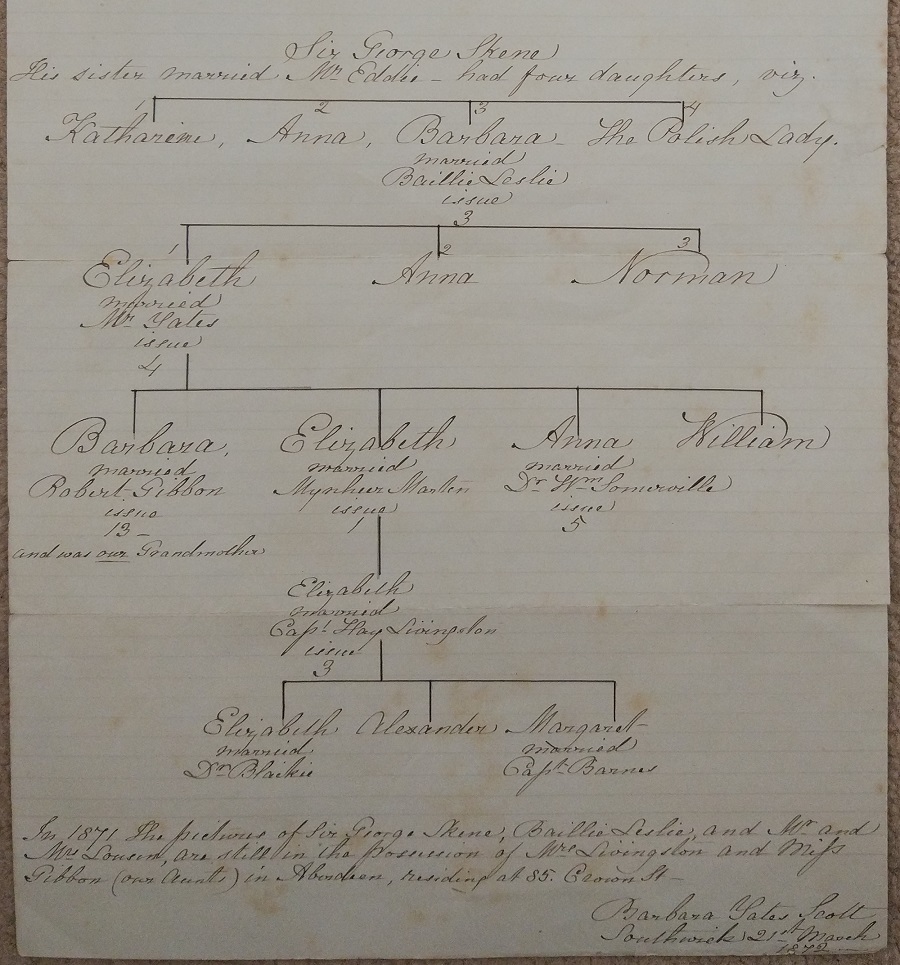 Sir George Skene
His sister married Mr Eddie - had four daughters, viz.
1 2 3 4
Katharine, Anna, Barbara - The Polish Lady.
married
Baillie Leslie
issue
3
1 2 3
Elizabeth Anna Norman
married
Mr Yates
issue
4
Barbara, Elizabeth Anna William
married married married
Robert Gibbon Mynheer Marten Dr Wm Somerville
issue issue issue
13- 1 5
and was our Grandmother
Elizabeth
married
Capt Hay Livingston
issue
3
Elizabeth Alexander Margaret
married married
Dr Blaikie Capt Barnes
In 1871 the pictures of Sir George Skene, Baillie Leslie, and Mr and
Mrs Lousen, are still in the possession of Mrs Livingston and Miss
Gibbon (our Aunts) in Aberdeen, residing at 85. Crown St-
Barbara Yates Scott
Southwick 21st March
1872